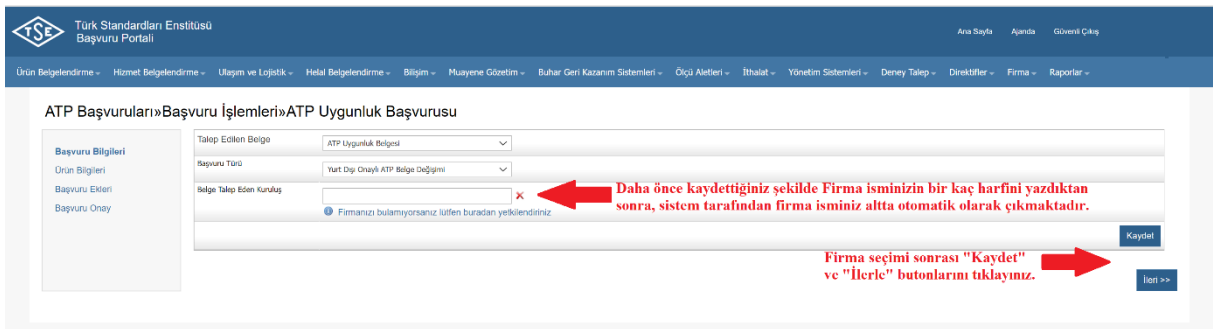 TSE
Türk Standardları Enstitüsü
Başvuru Portali
Ana Sayfa Ajanda Güvenli Çıkış
Ürün Belgelendirme Hizmet Belgelendirme Ulaşım ve Lojistik Helal Belgelendirme Bilişim Muayene Gözetim Buhar Geri Kazanım Sistemleri Ölçü Aletleri İthalat Yönetim Sistemleri Deney Talep Direktifler Firma Raporlar
ATP Başvuruları»Başvuru İşlemleri»ATP Uygunluk Başvurusu
Başvuru Bilgileri
Ürün Bilgileri
Başvuru Ekleri
Başvuru Onay
Talep Edilen Belge ATP Uygunluk Belgesi
Başvuru Türü Yurt Dışı Onaylı ATP Belge Değişimi
Belge Talep Eden Kuruluş
Firmanızı bulamıyorsanız lütfen buradan yetkilendiriniz
Daha önce kaydettiğiniz şekilde Firma isminizin bir kaç harfini yazdıktan
sonra, sistem tarafından firma isminiz altta otomatik olarak çıkmaktadır.
Kaydet
Firma seçimi sonrası "Kaydet"
ve "İlerle" butonlarını tıklayınız.
İleri >>